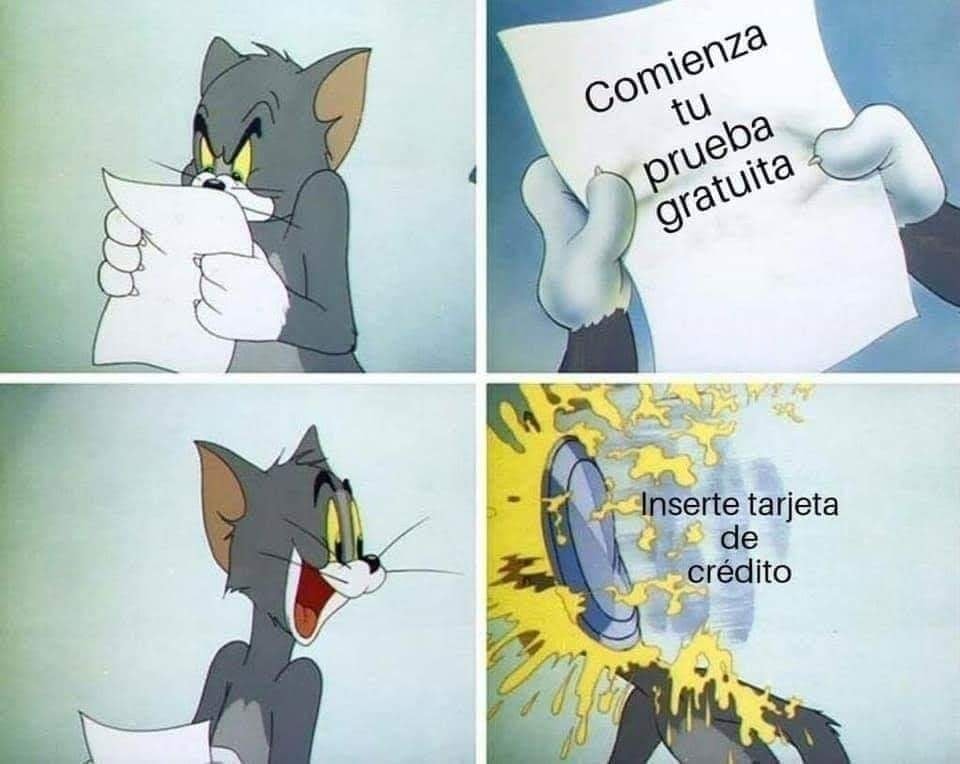 Comienza
tu
prueba
gratuita
Inserte tarjeta
de
crédito